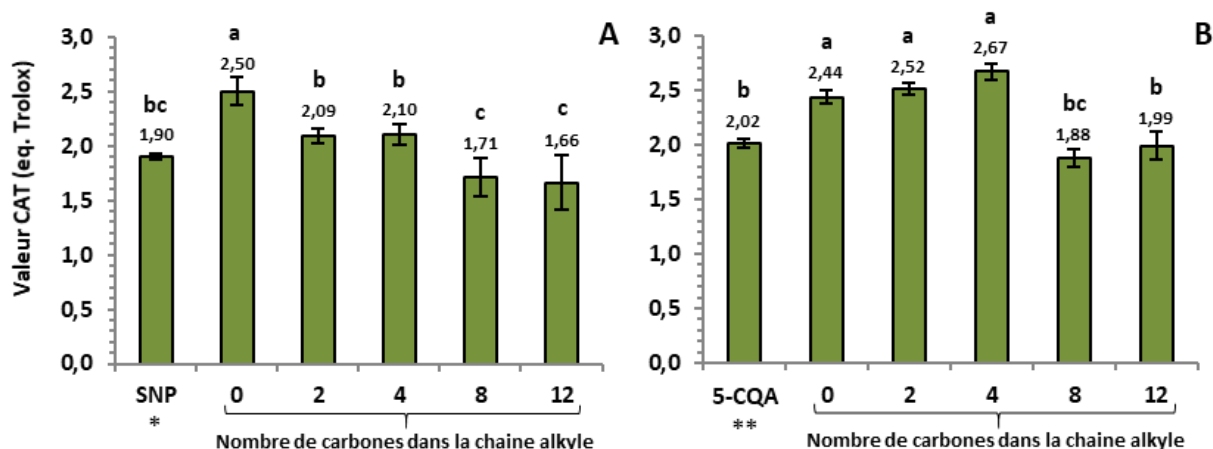 A
Valeur CAT (eq. Trolox)
3,0
2,5
2,0
1,5
1,0
0,5
0,0
bc
1,90
a
2,50
b
2,09
b
2,10
c
1,71
c
1,66
SNP
*
0
2
4
8
12
Nombre de carbones dans la chaine alkyle
B
3,0
2,5
2,0
1,5
1,0
0,5
0,0
b
2,02
a
2,44
a
2,52
a
2,67
bc
1,88
b
1,99
5-CQA
**
0
2
4
8
12
Nombre de carbones dans la chaine alkyle